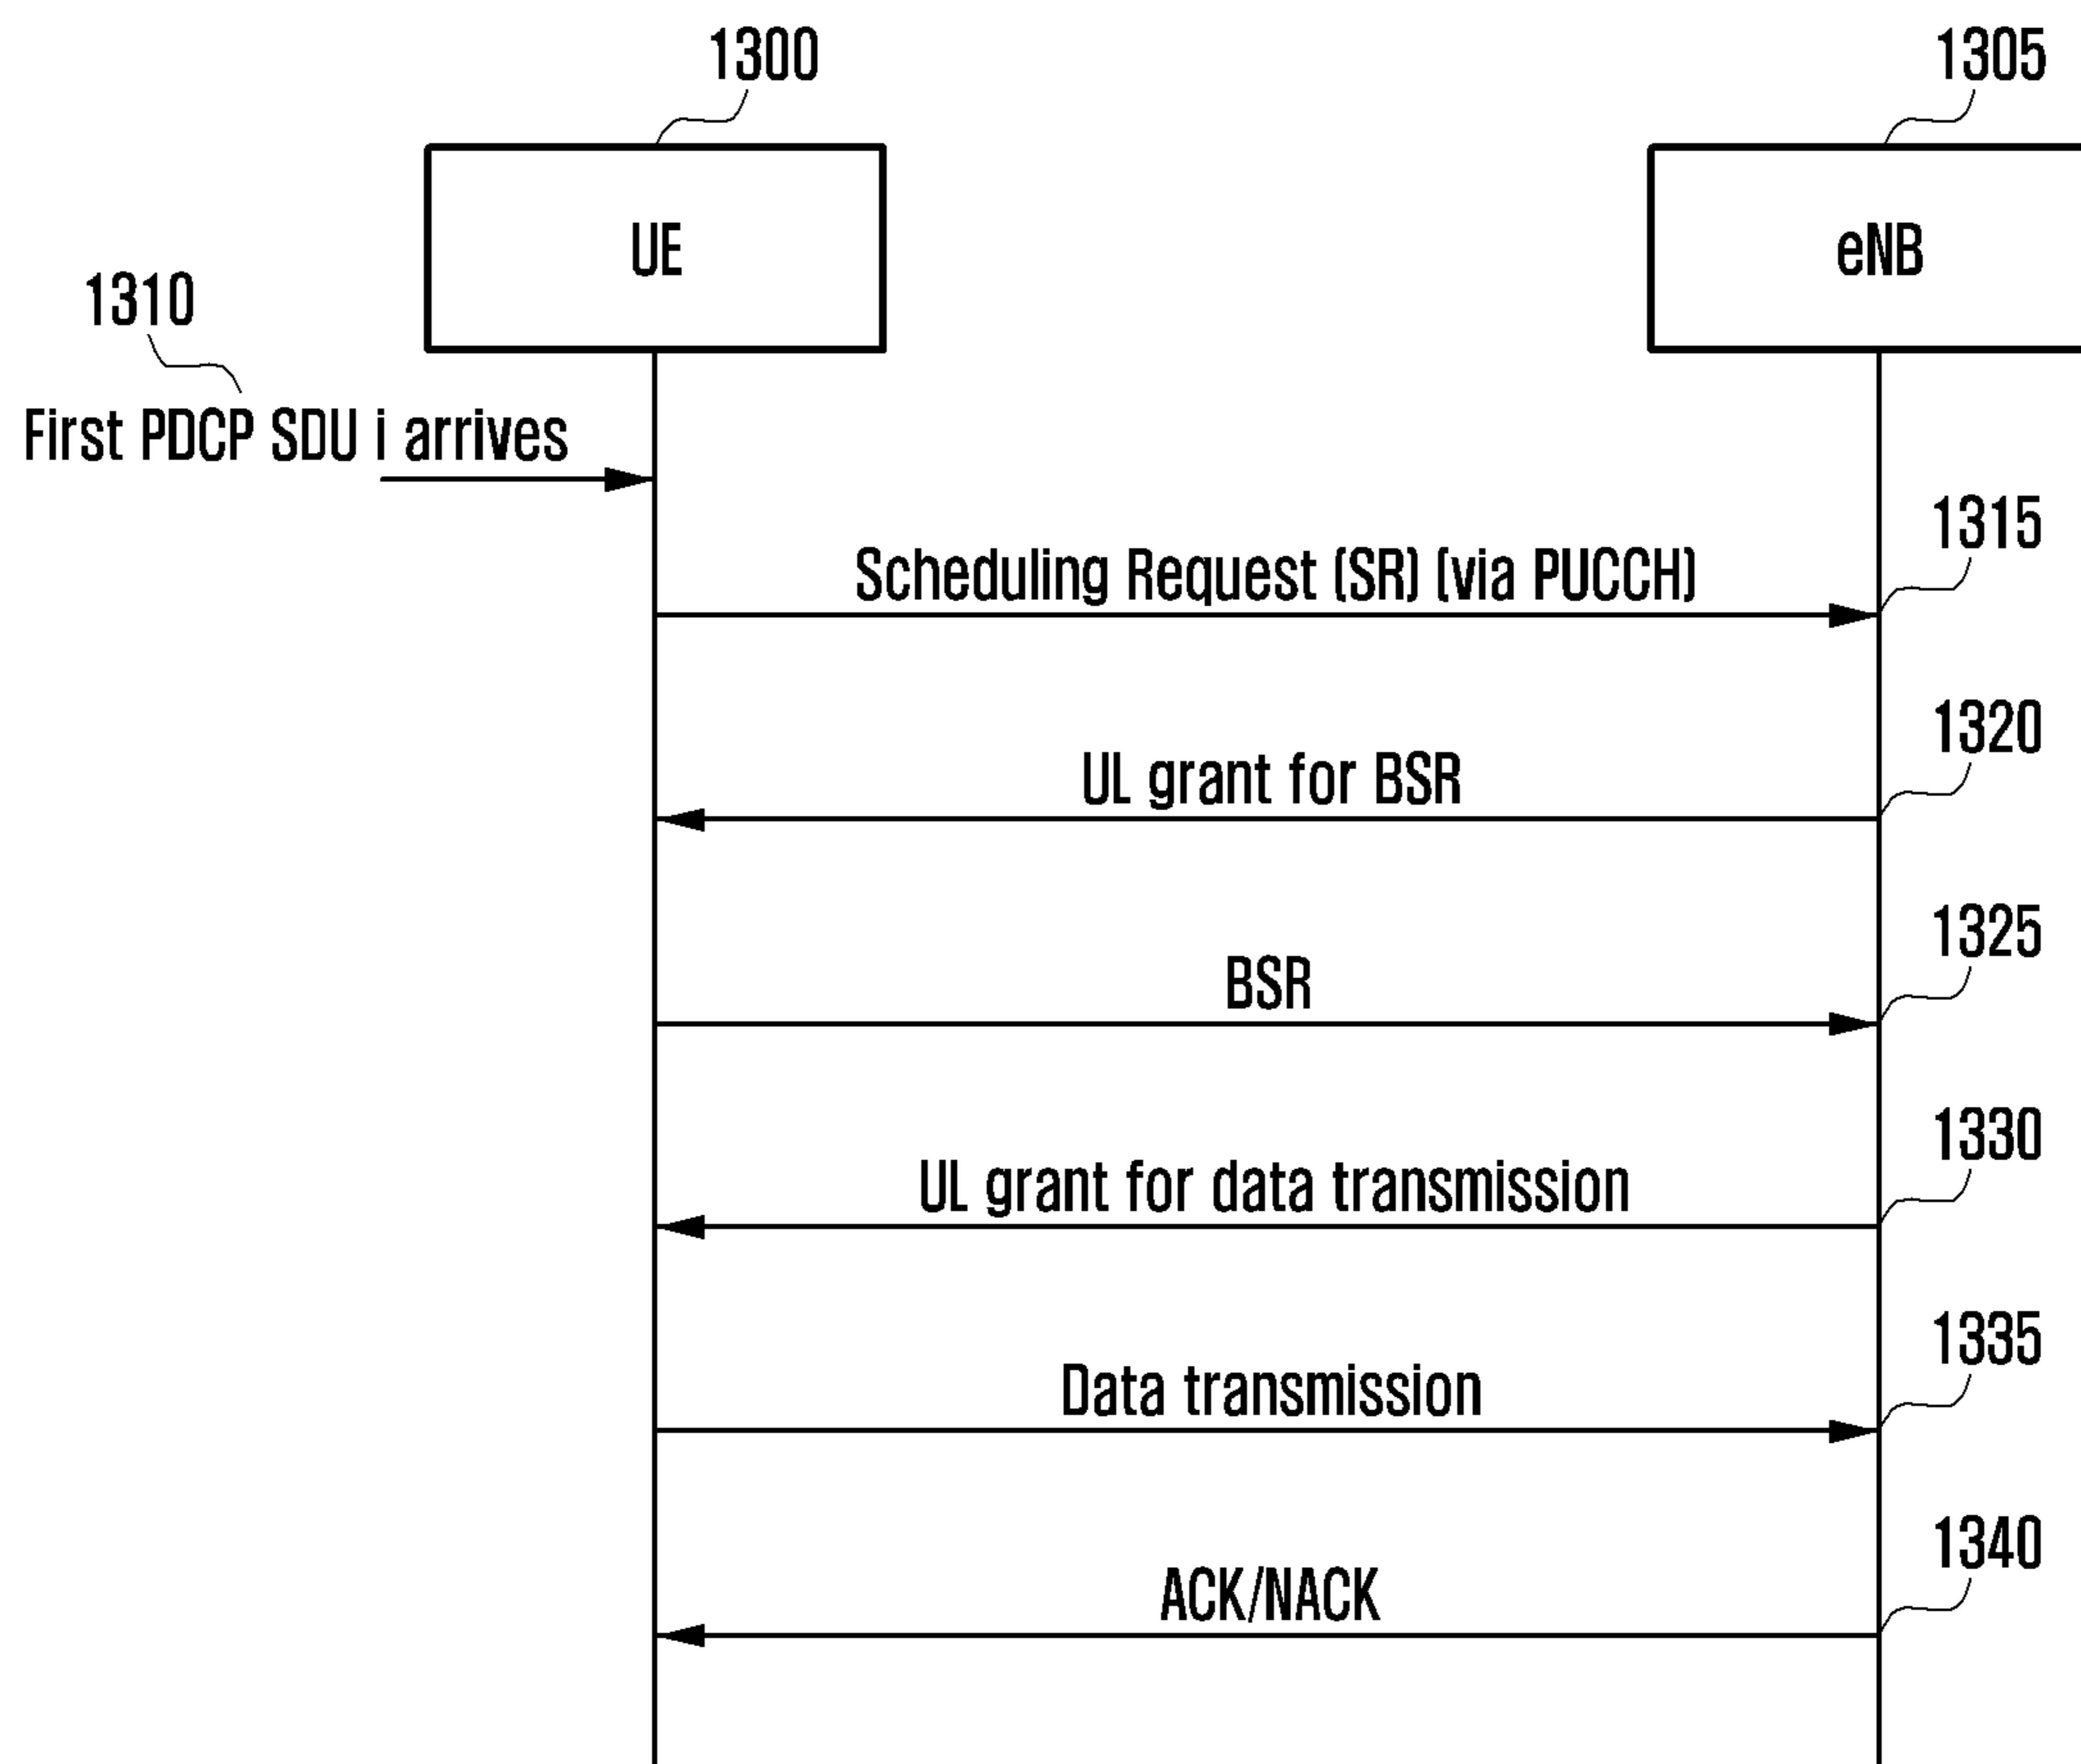 1300
1305
UE
eNB
1310
First PDCP SDU i arrives
1315
Scheduling Request (SR) (via PUCCH)
1320
UL grant for BSR
1325
BSR
1330
UL grant for data transmission
1335
Data transmission
1340
ACK/NACK